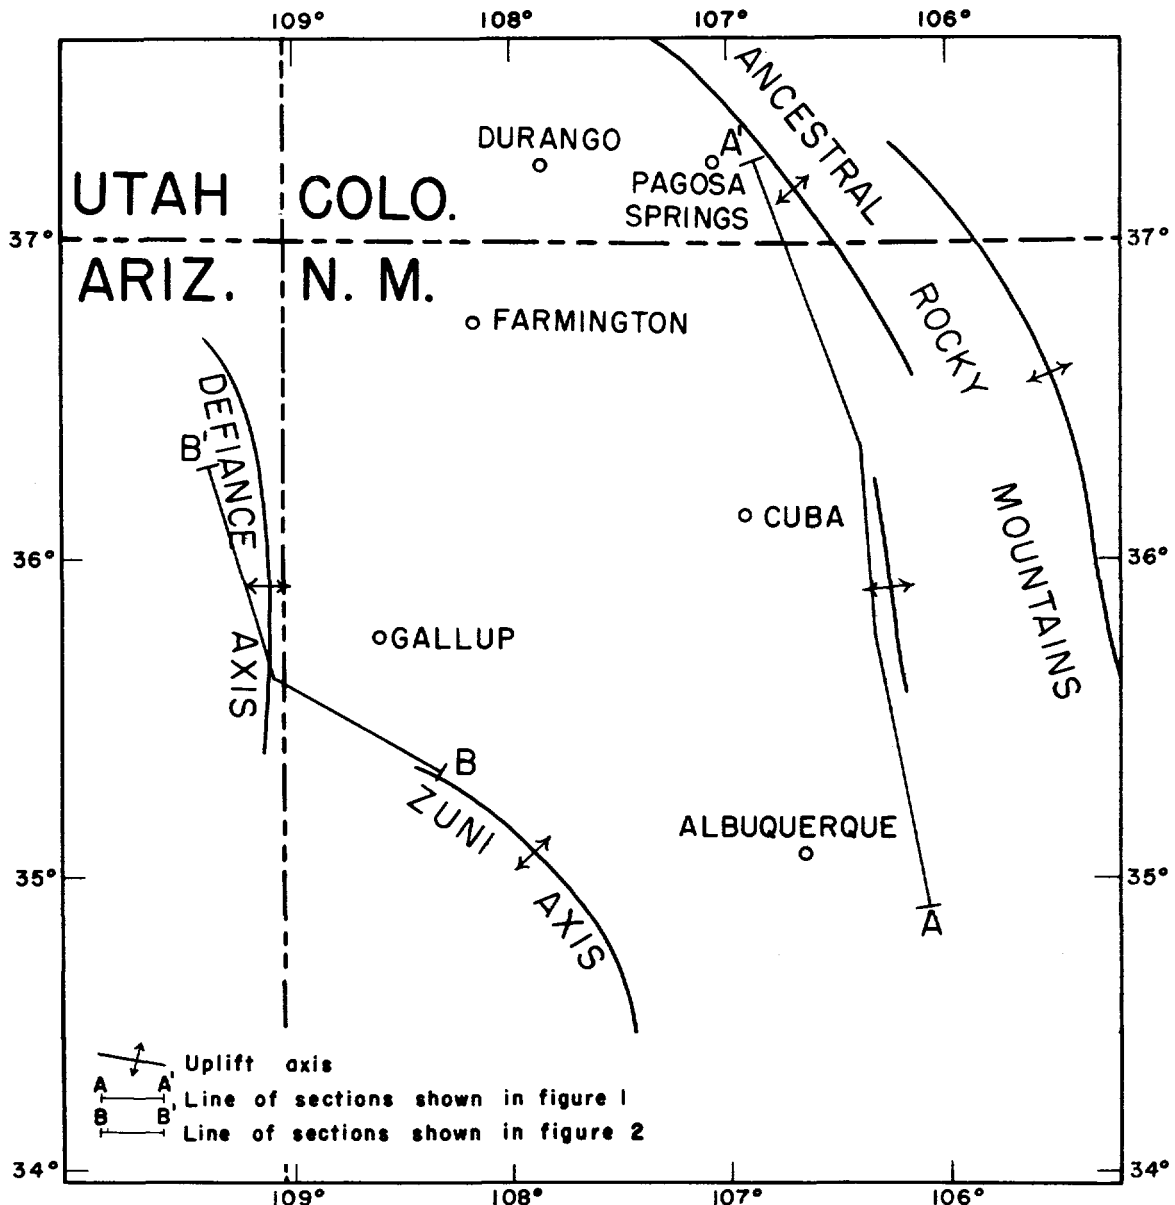 109° 108° 107° 106°
ANCESTRAL
DURANGO
A'
PAGOSA
SPRINGS
UTAH COLO.
37° 37°
ARIZ. N. M.
ROCKY
FARMINGTON
DEFIANCE
B'
MOUNTAINS
CUBA
36° 36°
GALLUP
AXIS
B
ZUNI
ALBUQUERQUE
35° 35°
AXIS
A
Uplift axis
A A'
Line of sections shown in figure 1
B B'
Line of sections shown in figure 2
34° 34°
109° 108° 107° 106°